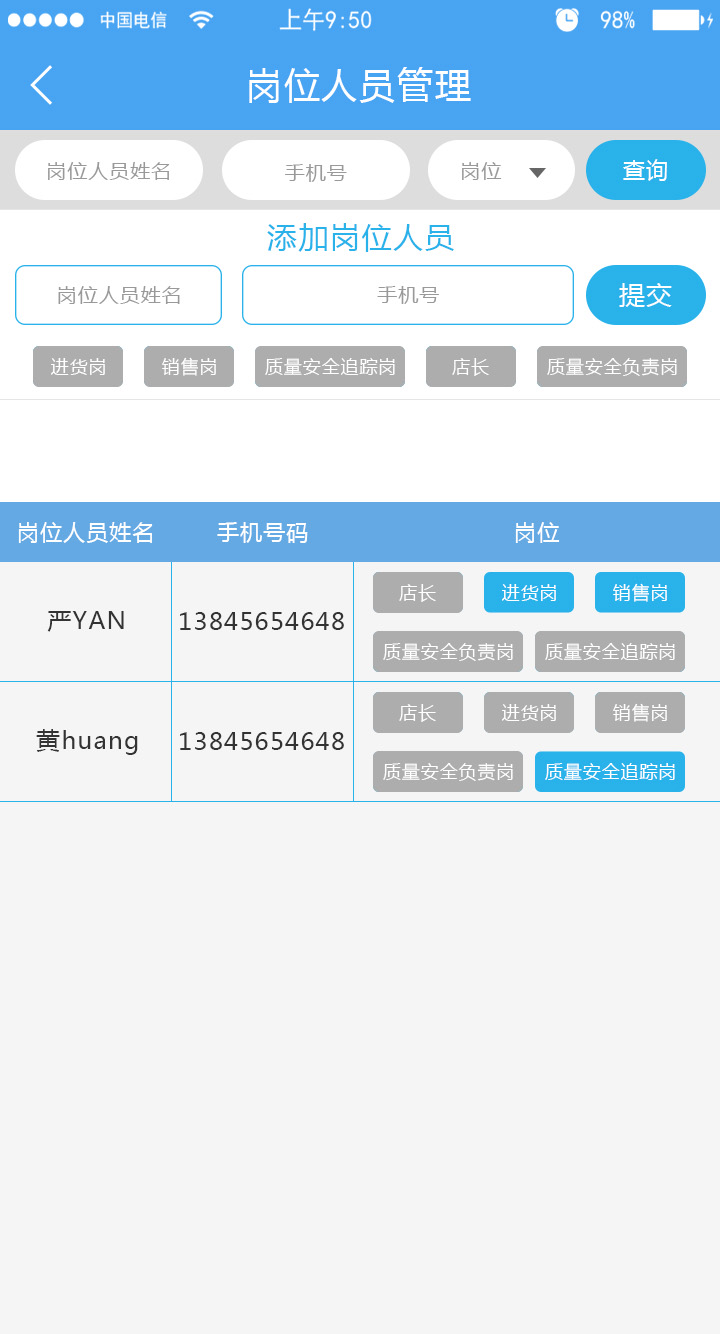 中国电信 上午9:50 98%
岗位人员管理
岗位人员姓名 手机号 岗位 查询
添加岗位人员
岗位人员姓名 手机号 提交
进货岗 销售岗 质量安全追踪岗 店长 质量安全负责岗
岗位人员姓名 手机号码 岗位
店长 进货岗 销售岗
严YAN 13845654648
质量安全负责岗 质量安全追踪岗
店长 进货岗 销售岗
黄huang 13845654648
质量安全负责岗 质量安全追踪岗